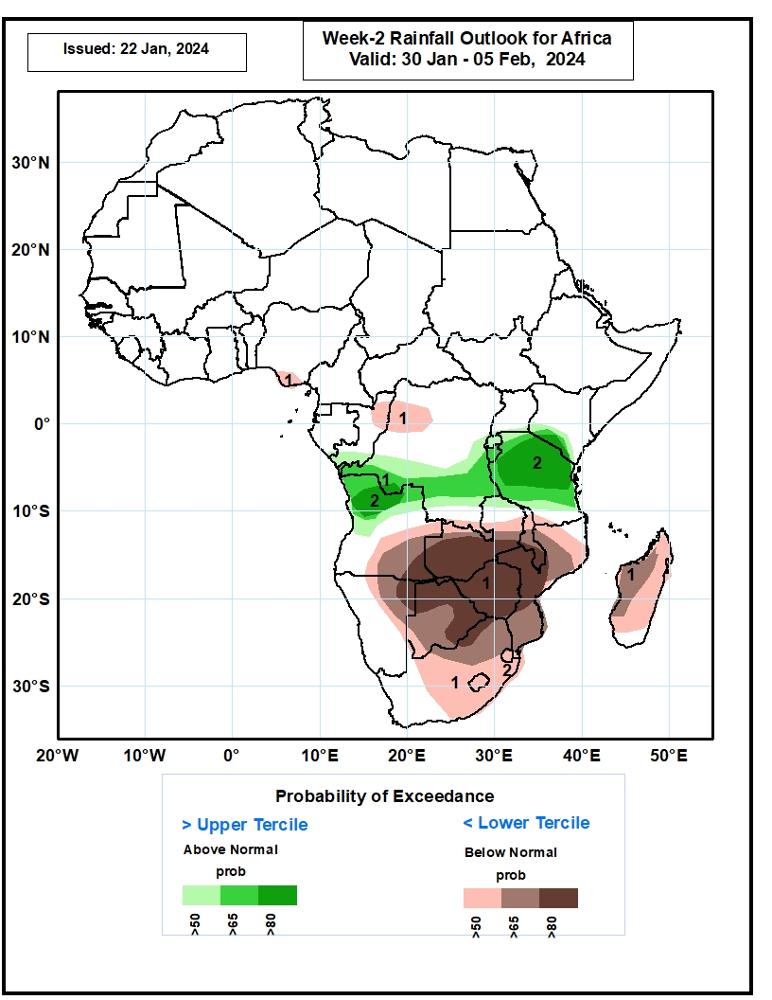 Issued: 22 Jan, 2024
Week-2 Rainfall Outlook for Africa
Valid: 30 Jan - 05 Feb, 2024
30°N
20°N
10°N
1
0°
1
2
1
2
10°S
1
1
20°S
2
1
30°S
20°W
10°W
0°
10°E
20°E
30°E
40°E
50°E
Probability of Exceedance
> Upper Tercile
< Lower Tercile
Above Normal
Below Normal
prob
prob
>50
>65
>80
>50
>65
>80